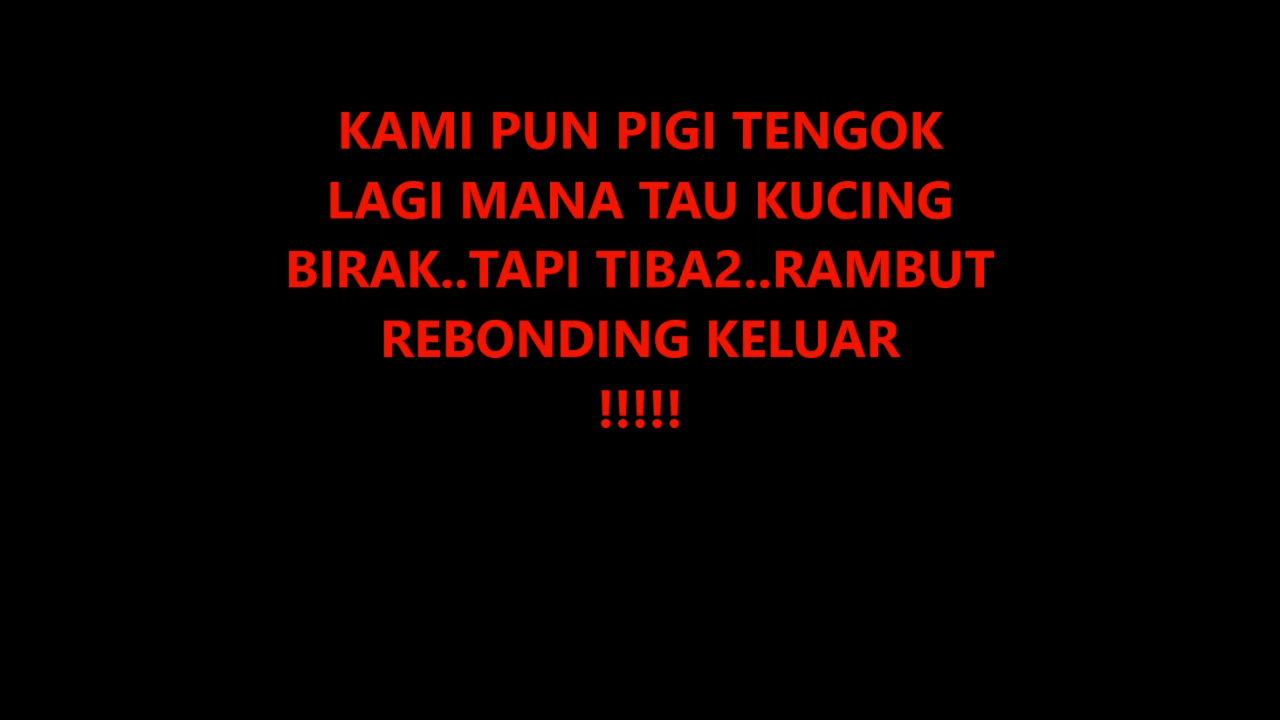 KAMI PUN PIGI TENGOK
LAGI MANA TAU KUCING
BIRAK..TAPI TIBA2..RAMBUT
REBONDING KELUAR
!!!!!